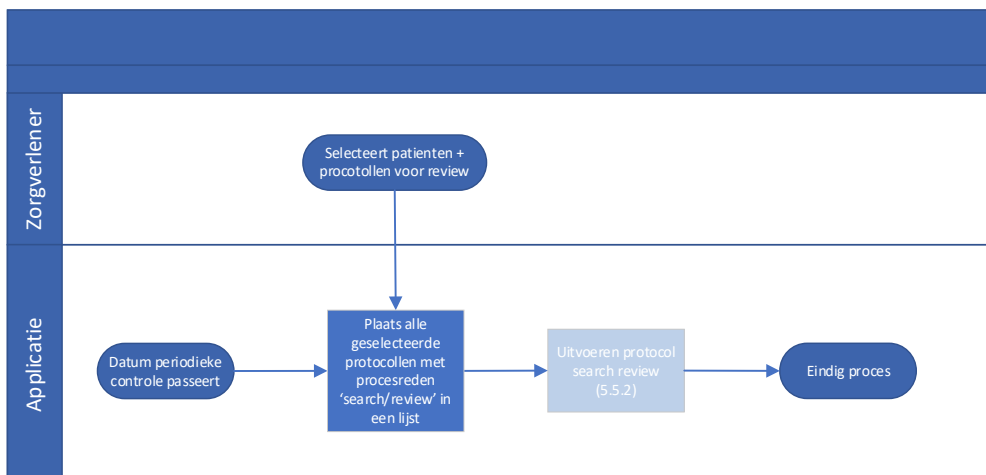 Zorgverlener
Selecteert patienten +
procotollen voor review
Applicatie
Datum periodieke
controle passeert
Plaats alle
geselecteerde
protocollen met
procesreden
‘search/review’ in
een lijst
Uitvoeren protocol
search review
(5.5.2)
Eindig proces